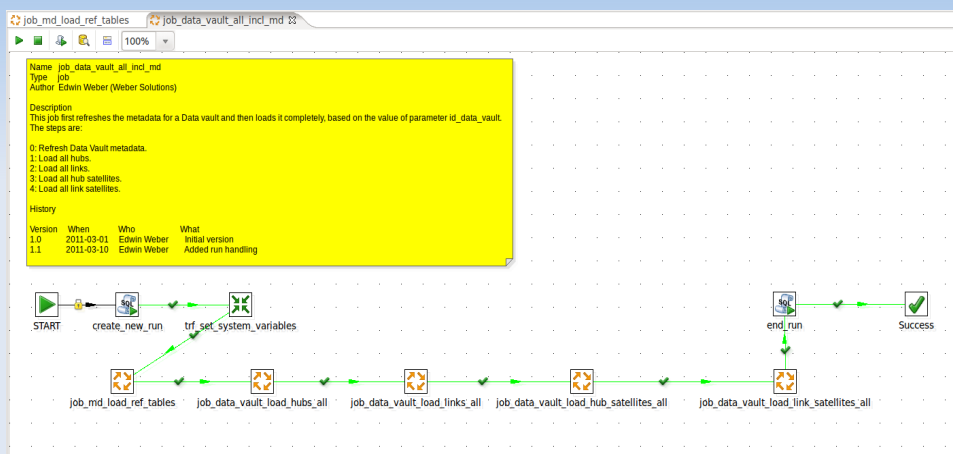 job_md_load_ref_tables
job_data_vault_all_incl_md
100%
Name job_data_vault_all_incl_md
Type job
Author Edwin Weber (Weber Solutions)
Description
This job first refreshes the metadata for a Data vault and then loads it completely, based on the value of parameter id_data_vault.
The steps are:
0: Refresh Data Vault metadata.
1: Load all hubs.
2: Load all links.
3: Load all hub satellites.
4: Load all link satellites.
History
Version When Who What
1.0 2011-03-01 Edwin Weber Initial version
1.1 2011-03-10 Edwin Weber Added run handling
SQL
SQL
START
create_new_run
trf_set_system_variables
end_run
Success
job_md_load_ref_tables
job_data_vault_load_hubs_all
job_data_vault_load_links_all
job_data_vault_load_hub_satellites_all
job_data_vault_load_link_satellites_all